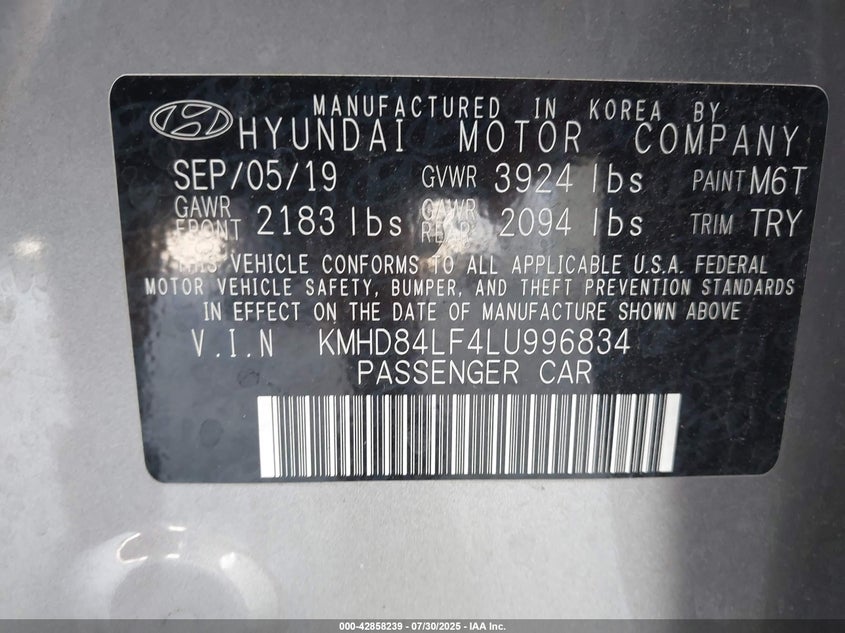 MANUFACTURED IN KOREA BY
HYUNDAI MOTOR COMPANY
SEP/05/19 GVWR 3924 lbs PAINT M6T
GAWR FRONT 2183 lbs GAWR REAR 2094 lbs TRIM TRY
THIS VEHICLE CONFORMS TO ALL APPLICABLE U.S.A. FEDERAL
MOTOR VEHICLE SAFETY, BUMPER, AND THEFT PREVENTION STANDARDS
IN EFFECT ON THE DATE OF MANUFACTURE SHOWN ABOVE
V.I.N KMHD84LF4LU996834
PASSENGER CAR
000-42858239 - 07/30/2025 - IAA Inc.